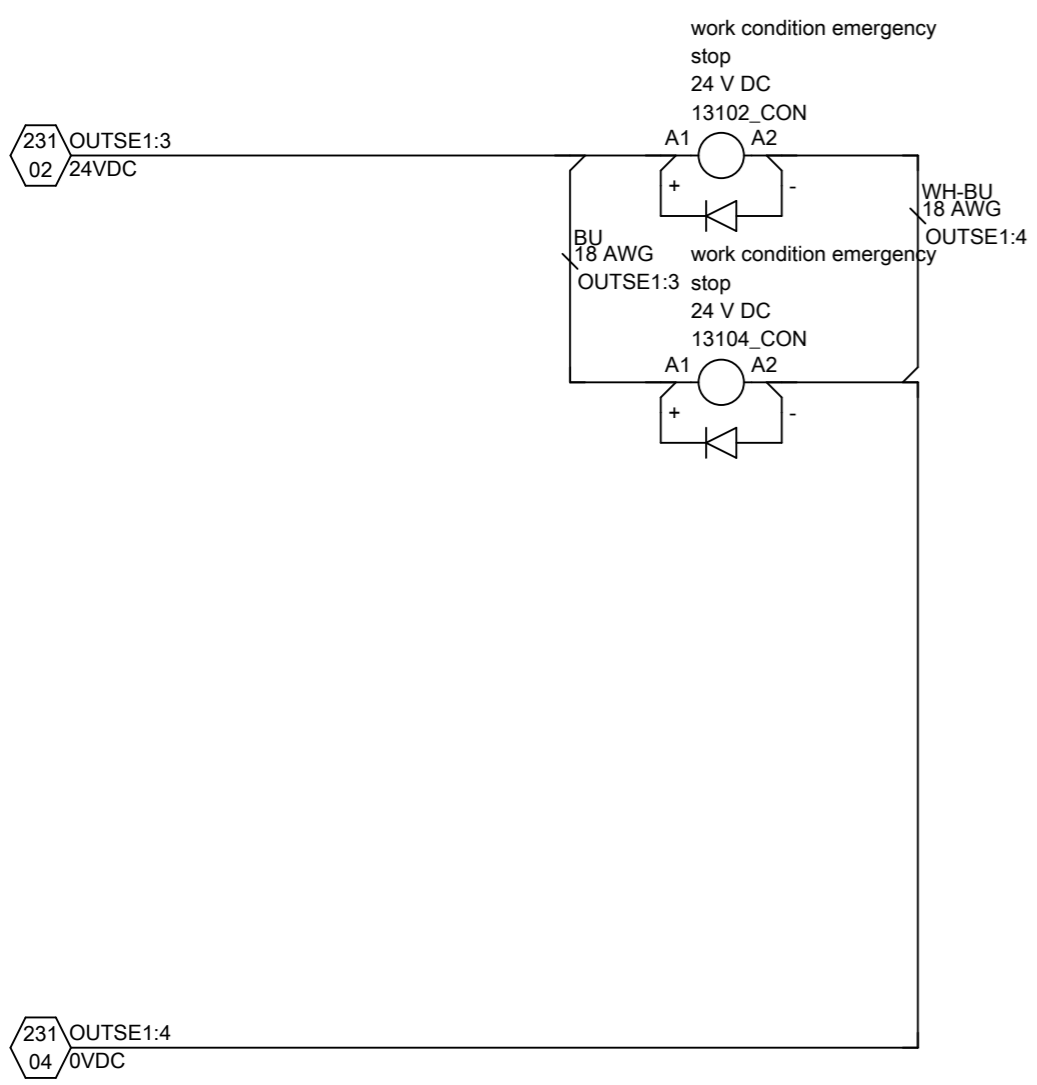 work condition emergency
stop
24 V DC
13102_CON
A1 A2
+ -
231 OUTSE1:3
02 24VDC
WH-BU
18 AWG
OUTSE1:4
BU
18 AWG
OUTSE1:3
work condition emergency
stop
24 V DC
13104_CON
A1 A2
+ -
231 OUTSE1:4
04 0VDC